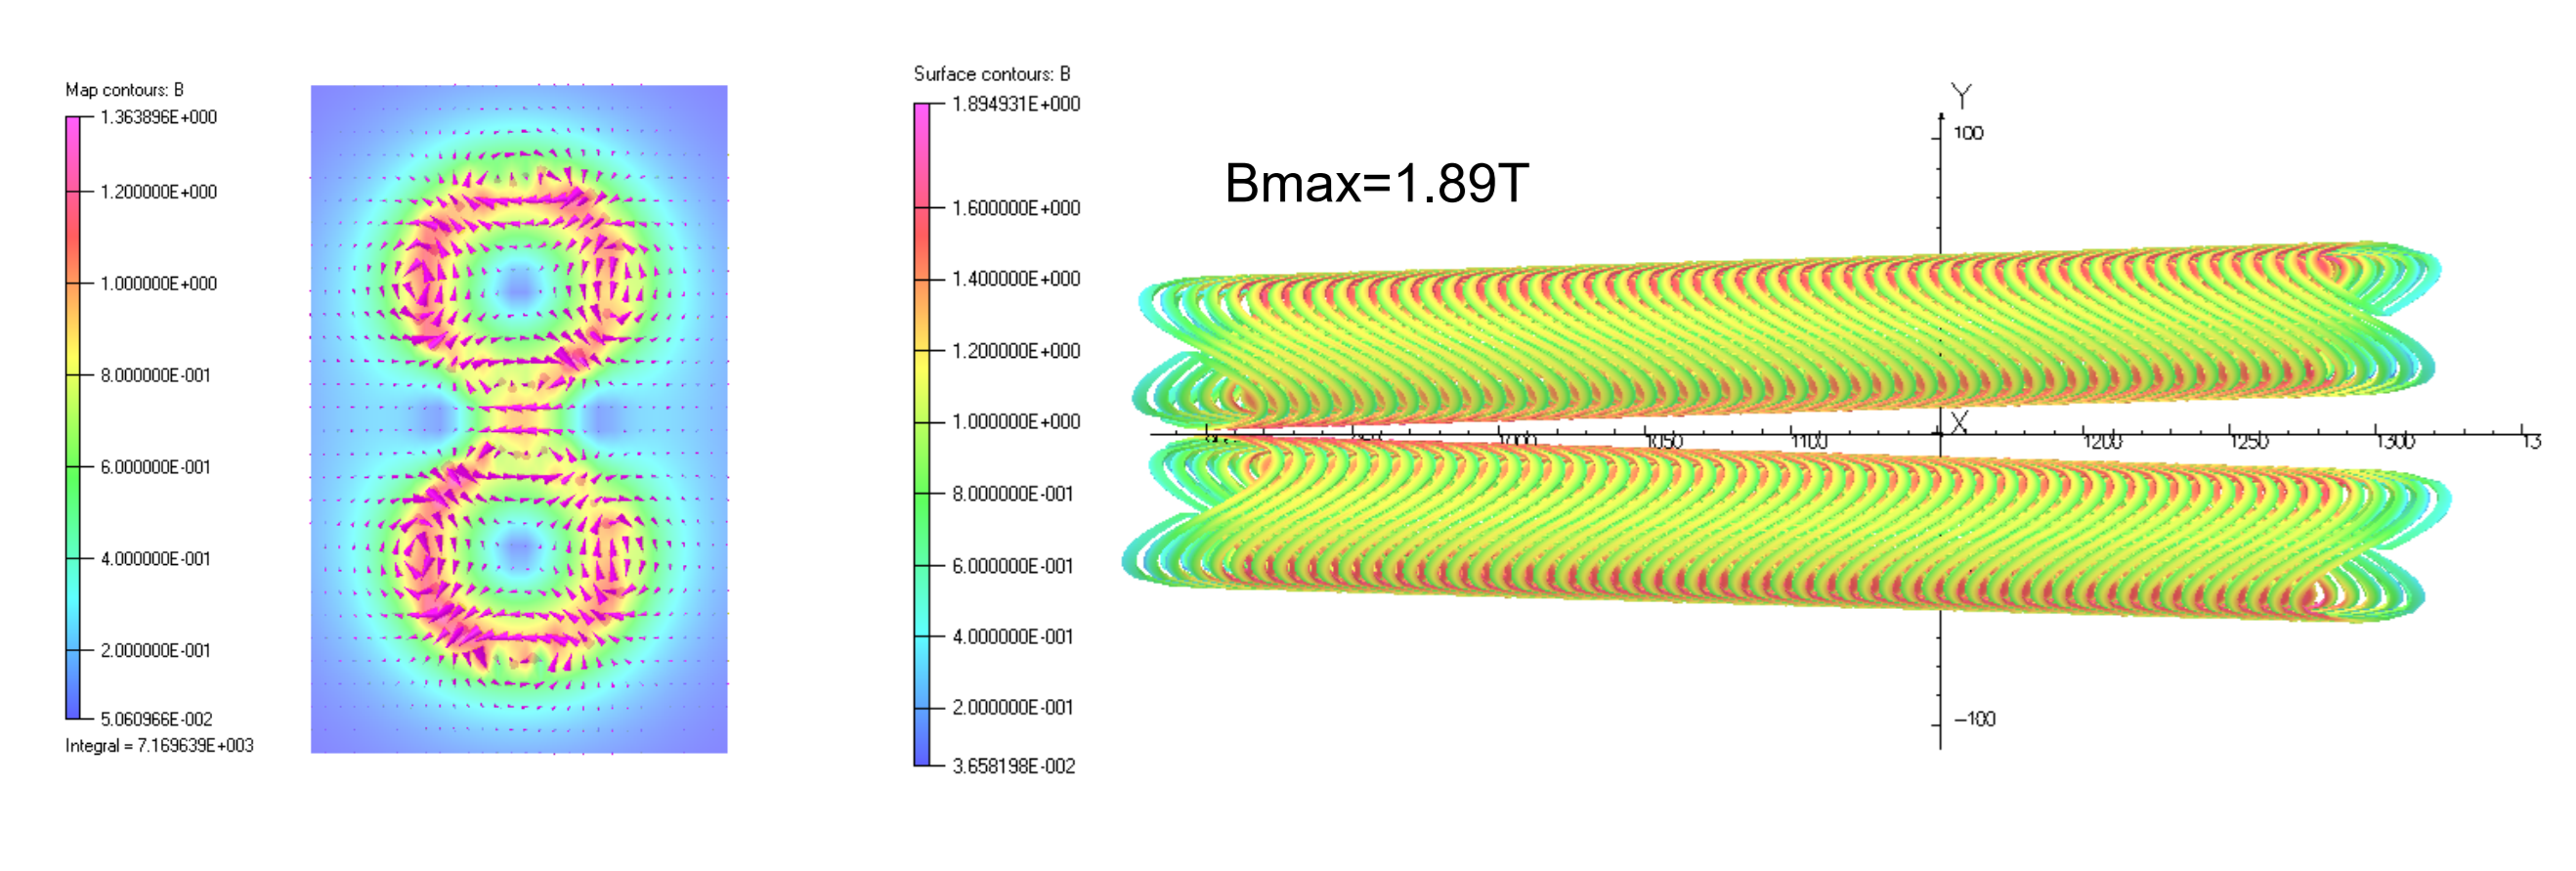 Map contours: B
1.363896E+000
1.200000E+000
1.000000E+000
8.000000E-001
6.000000E-001
4.000000E-001
2.000000E-001
5.060966E-002
Integral = 7.169639E+003
Surface contours: B
1.894931E+000
1.600000E+000
1.400000E+000
1.200000E+000
1.000000E+000
8.000000E-001
6.000000E-001
4.000000E-001
2.000000E-001
3.658198E-002
Bmax=1.89T
Y
100
X
1050
1100
1200
1250
1300
13
-100